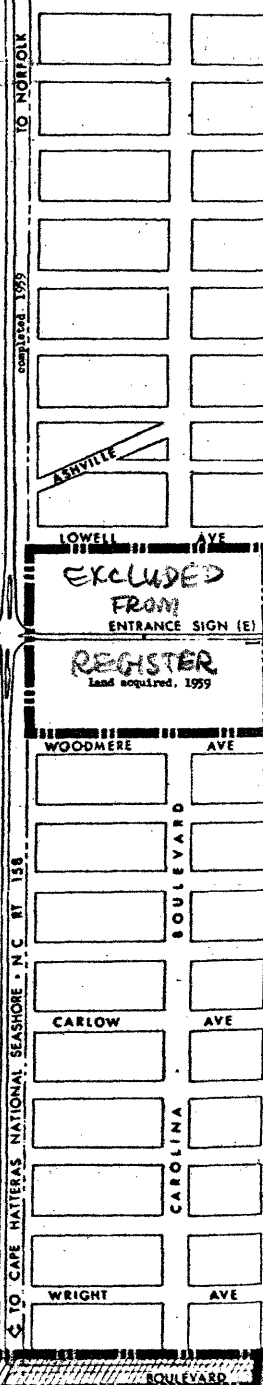 TO NORFOLK
completed, 1959
ASHVILLE
LOWELL AVE
EXCLUDED
FROM
ENTRANCE SIGN (E)
REGISTER
Land acquired, 1959
WOODMERE AVE
CAROLINA BOULEVARD
TO CAPE HATTERAS NATIONAL SEASHORE - N C RT 158
CARLOW AVE
WRIGHT AVE
BOULEVARD